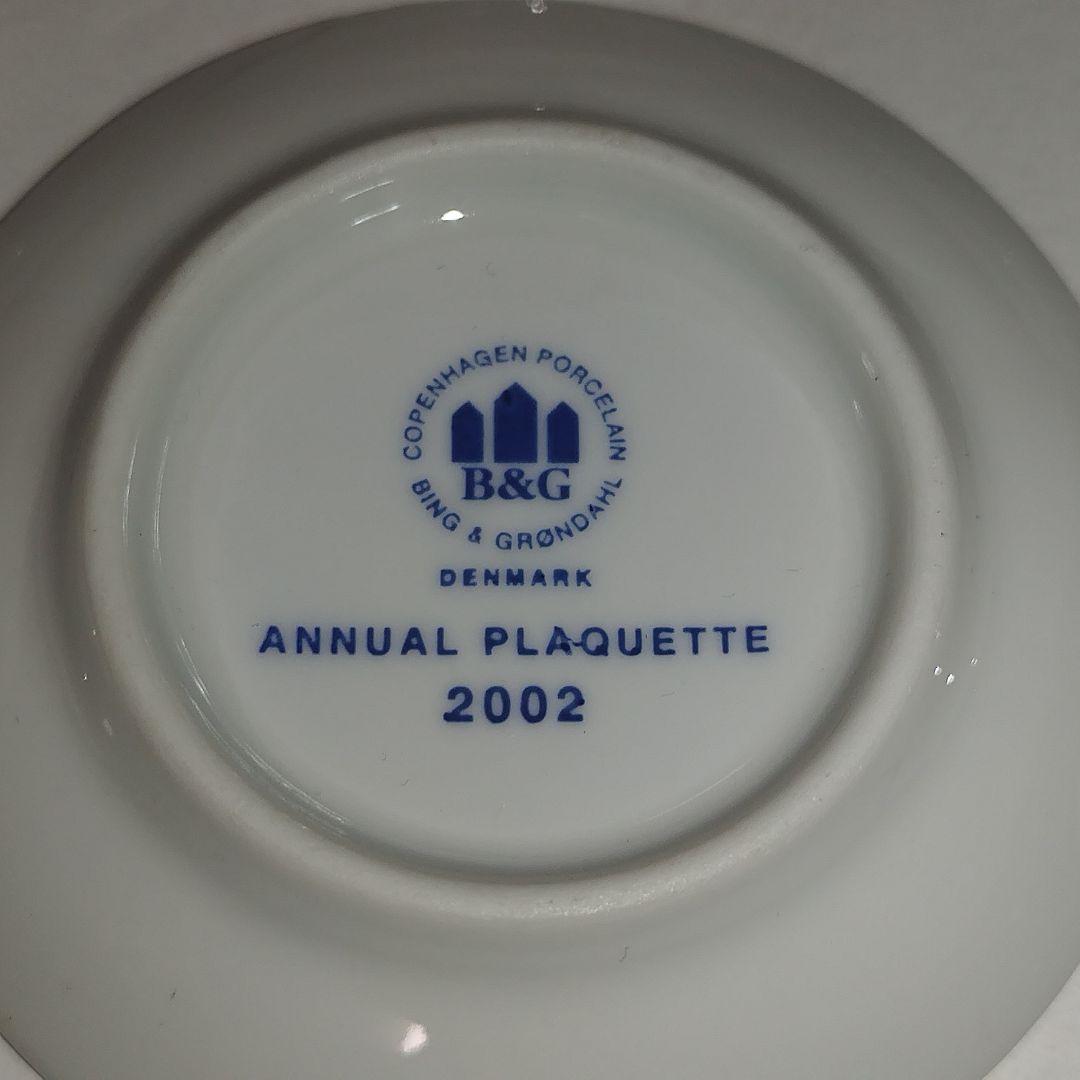 COPENHAGEN PORCELAIN
B&G
BING & GRØNDAHL
DENMARK
ANNUAL PLAQUETTE
2002